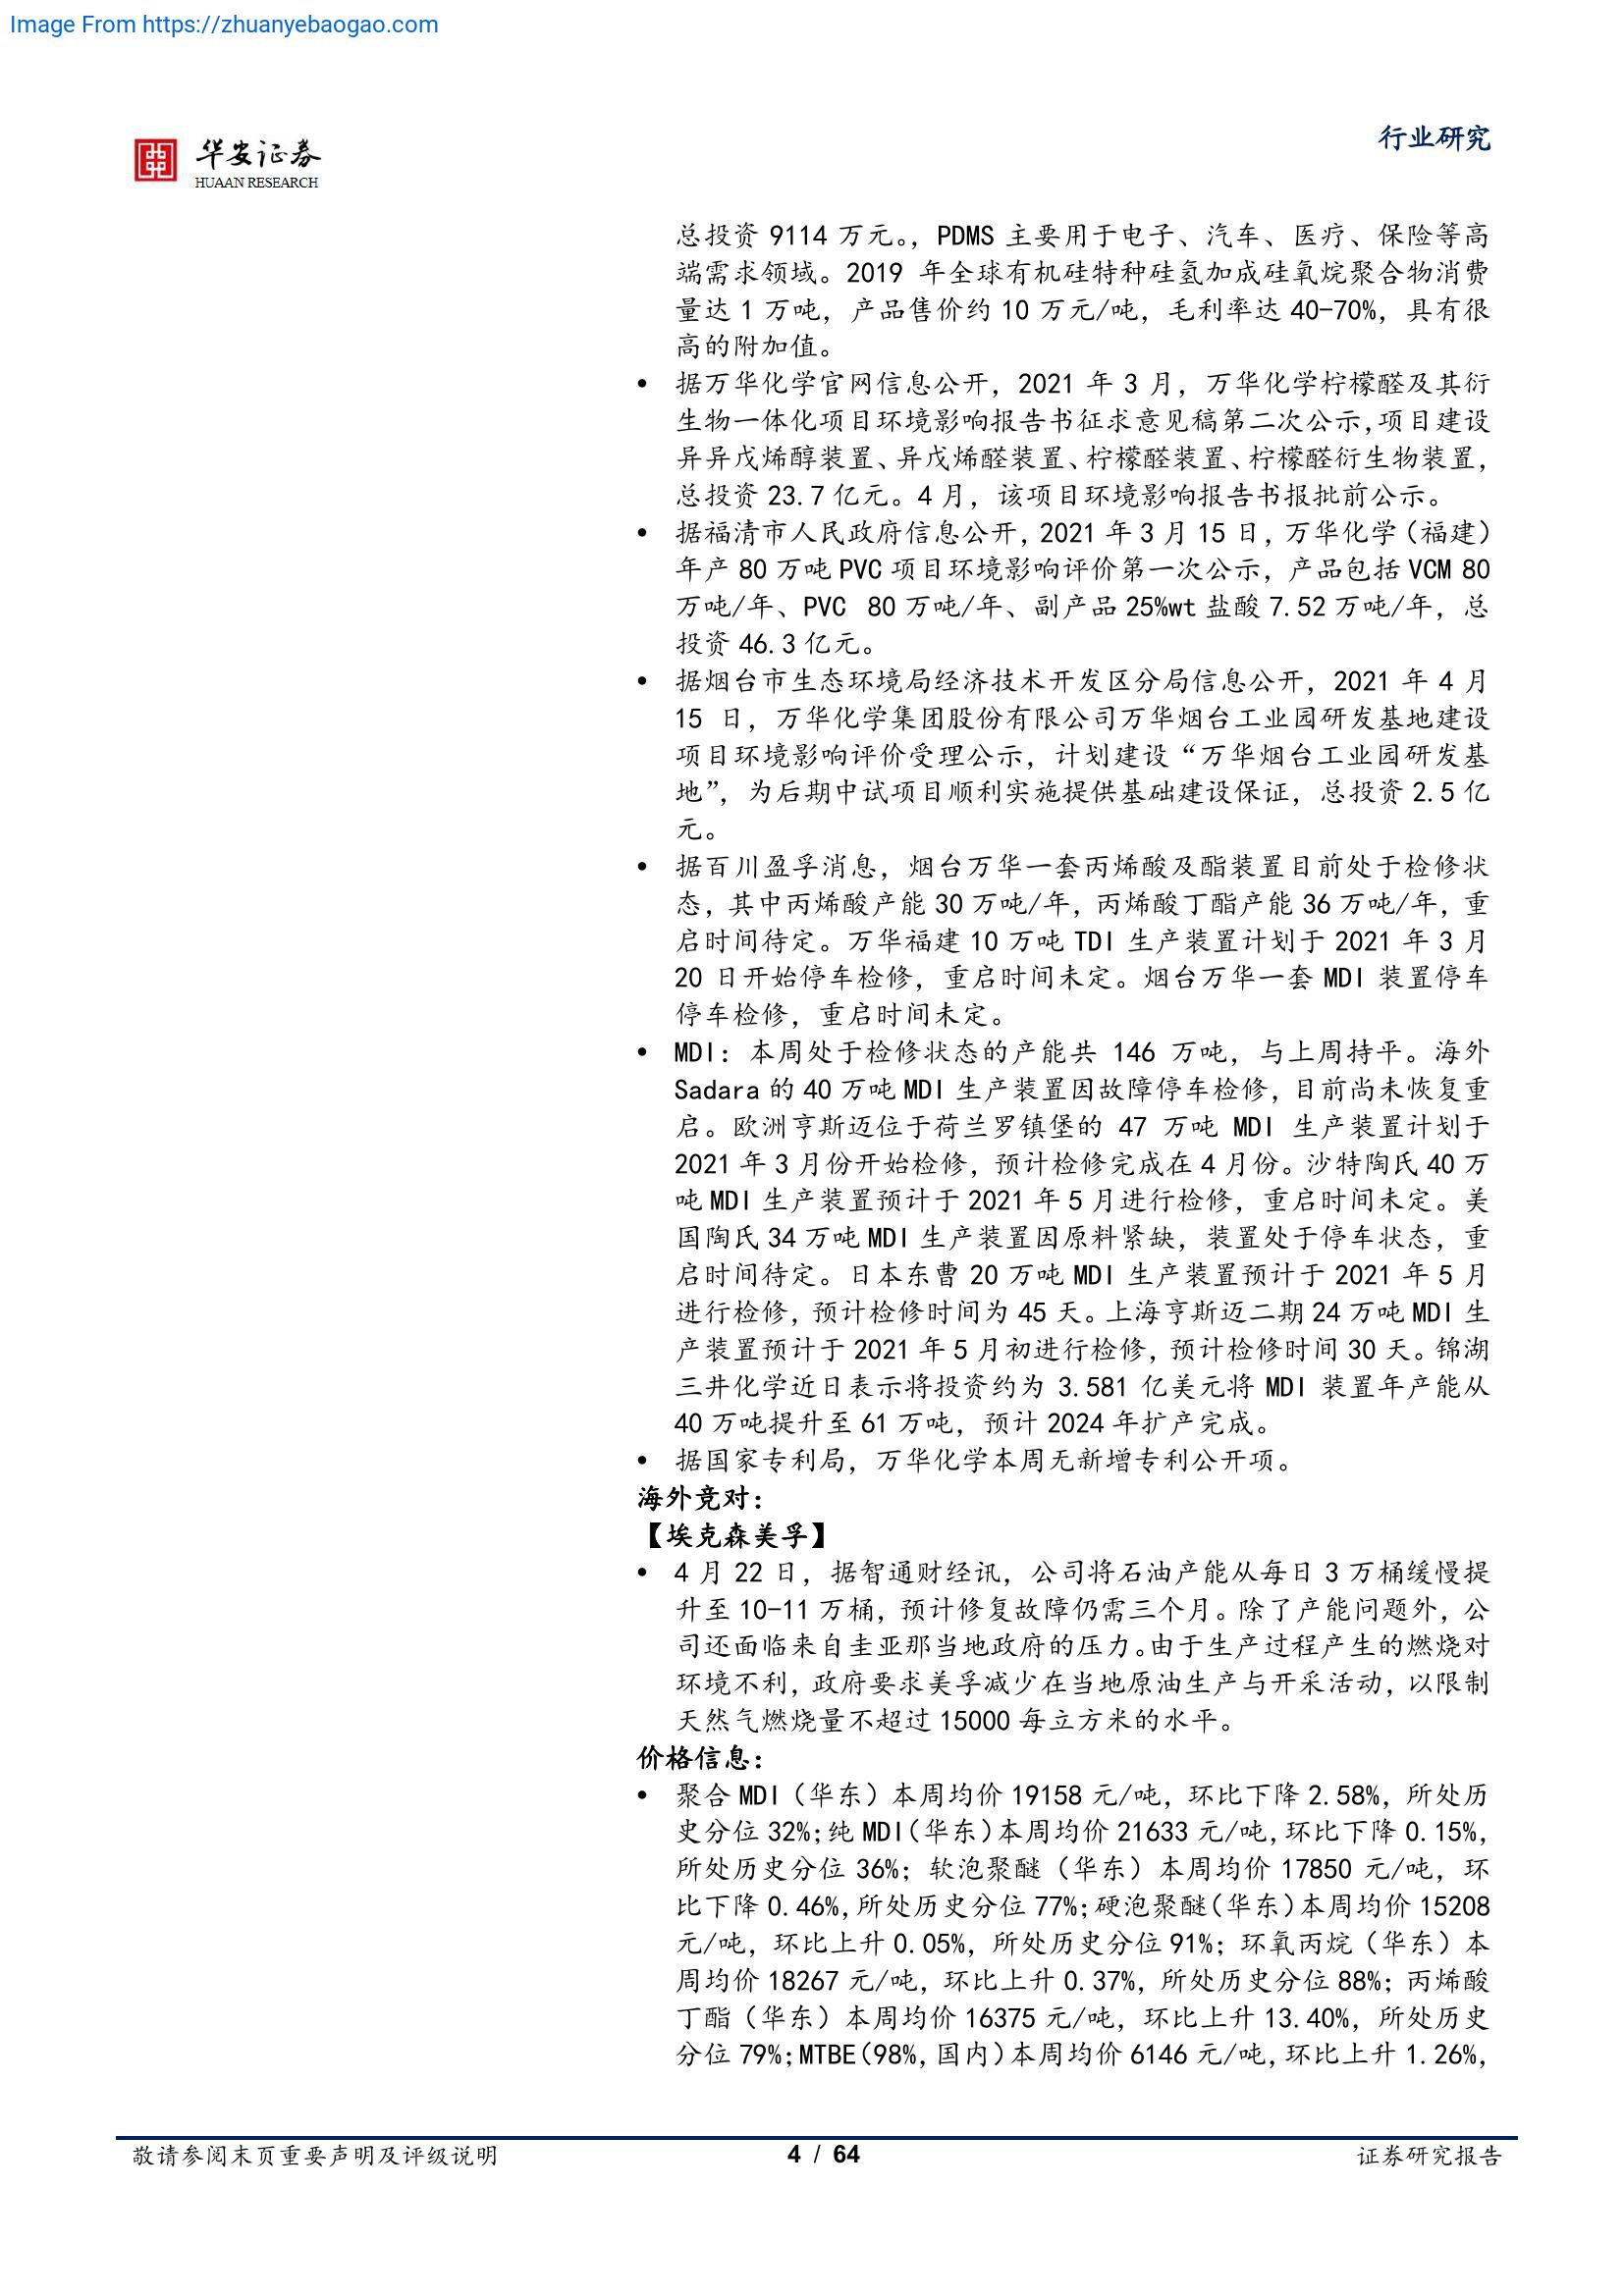 Image From https://zhuanyebaogao.com
华安证券
HUAAN RESEARCH
行业研究
总投资 9114 万元。，PDMS 主要用于电子、汽车、医疗、保险等高
端需求领域。2019 年全球有机硅特种硅氢加成硅氧烷聚合物消费
量达 1 万吨，产品售价约 10 万元/吨，毛利率达 40-70%，具有很
高的附加值。
• 据万华化学官网信息公开，2021 年 3 月，万华化学柠檬醛及其衍
生物一体化项目环境影响报告书征求意见稿第二次公示，项目建设
异异戊烯醇装置、异戊烯醛装置、柠檬醛装置、柠檬醛衍生物装置，
总投资 23.7 亿元。4 月，该项目环境影响报告书报批前公示。
• 据福清市人民政府信息公开，2021 年 3 月 15 日，万华化学（福建）
年产 80 万吨 PVC 项目环境影响评价第一次公示，产品包括 VCM 80
万吨/年、PVC 80 万吨/年、副产品 25%wt 盐酸 7.52 万吨/年，总
投资 46.3 亿元。
• 据烟台市生态环境局经济技术开发区分局信息公开，2021 年 4 月
15 日，万华化学集团股份有限公司万华烟台工业园研发基地建设
项目环境影响评价受理公示，计划建设“万华烟台工业园研发基
地”，为后期中试项目顺利实施提供基础建设保证，总投资 2.5 亿
元。
• 据百川盈孚消息，烟台万华一套丙烯酸及酯装置目前处于检修状
态，其中丙烯酸产能 30 万吨/年，丙烯酸丁酯产能 36 万吨/年，重
启时间待定。万华福建 10 万吨 TDI 生产装置计划于 2021 年 3 月
20 日开始停车检修，重启时间未定。烟台万华一套 MDI 装置停车
停车检修，重启时间未定。
• MDI：本周处于检修状态的产能共 146 万吨，与上周持平。海外
Sadara 的 40 万吨 MDI 生产装置因故障停车检修，目前尚未恢复重
启。欧洲亨斯迈位于荷兰罗镇堡的 47 万吨 MDI 生产装置计划于
2021 年 3 月份开始检修，预计检修完成在 4 月份。沙特陶氏 40 万
吨 MDI 生产装置预计于 2021 年 5 月进行检修，重启时间未定。美
国陶氏 34 万吨 MDI 生产装置因原料紧缺，装置处于停车状态，重
启时间待定。日本东曹 20 万吨 MDI 生产装置预计于 2021 年 5 月
进行检修，预计检修时间为 45 天。上海亨斯迈二期 24 万吨 MDI 生
产装置预计于 2021 年 5 月初进行检修，预计检修时间 30 天。锦湖
三井化学近日表示将投资约为 3.581 亿美元将 MDI 装置年产能从
40 万吨提升至 61 万吨，预计 2024 年扩产完成。
• 据国家专利局，万华化学本周无新增专利公开项。
海外竞对：
【埃克森美孚】
• 4 月 22 日，据智通财经讯，公司将石油产能从每日 3 万桶缓慢提
升至 10-11 万桶，预计修复故障仍需三个月。除了产能问题外，公
司还面临来自圭亚那当地政府的压力。由于生产过程产生的燃烧对
环境不利，政府要求美孚减少在当地原油生产与开采活动，以限制
天然气燃烧量不超过 15000 每立方米的水平。
价格信息：
• 聚合 MDI（华东）本周均价 19158 元/吨，环比下降 2.58%，所处历
史分位 32%；纯 MDI（华东）本周均价 21633 元/吨，环比下降 0.15%，
所处历史分位 36%；软泡聚醚（华东）本周均价 17850 元/吨，环
比下降 0.46%，所处历史分位 77%；硬泡聚醚（华东）本周均价 15208
元/吨，环比上升 0.05%，所处历史分位 91%；环氧丙烷（华东）本
周均价 18267 元/吨，环比上升 0.37%，所处历史分位 88%；丙烯酸
丁酯（华东）本周均价 16375 元/吨，环比上升 13.40%，所处历史
分位 79%；MTBE（98%，国内）本周均价 6146 元/吨，环比上升 1.26%，
敬请参阅末页重要声明及评级说明
4 / 64
证券研究报告